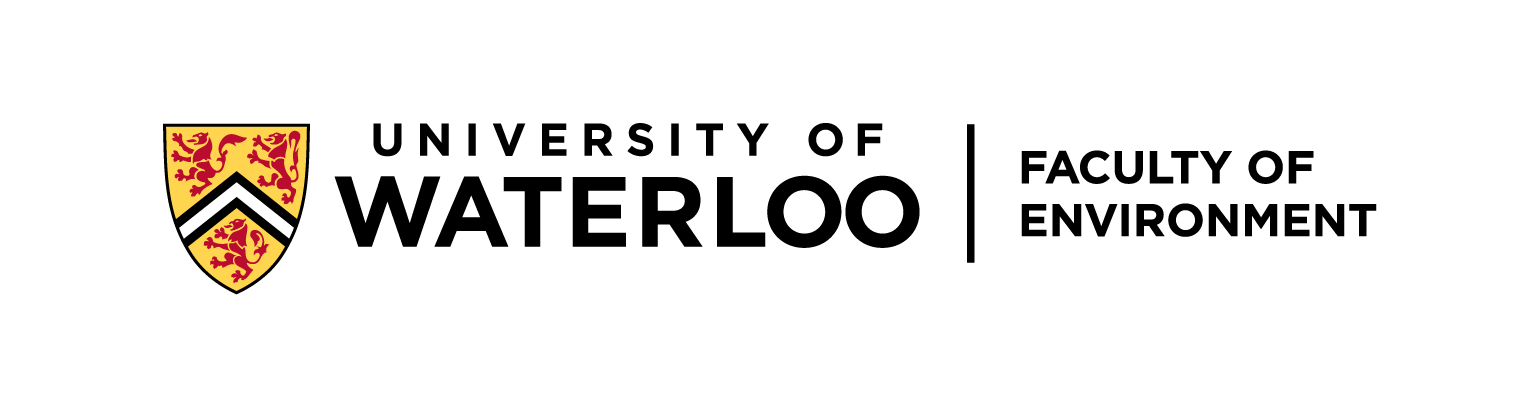 UNIVERSITY OF
WATERLOO
FACULTY OF
ENVIRONMENT